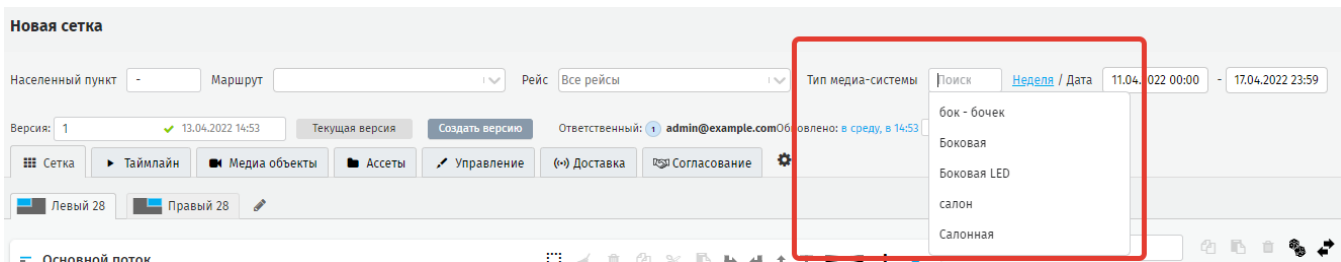 Новая сетка
Населенный пункт - Маршрут Рейс Все рейсы Тип медиа-системы Поиск Неделя / Дата 11.04.2022 00:00 - 17.04.2022 23:59
Версия: 1 13.04.2022 14:53 Текущая версия Создать версию Ответственный: 1 admin@example.com Обновлено: в среду, в 14:53
Сетка Таймлайн Медиа объекты Ассеты Управление Доставка Согласование
Левый 28 Правый 28
Основной поток
бок - бочек
Боковая
Боковая LED
салон
Салонная